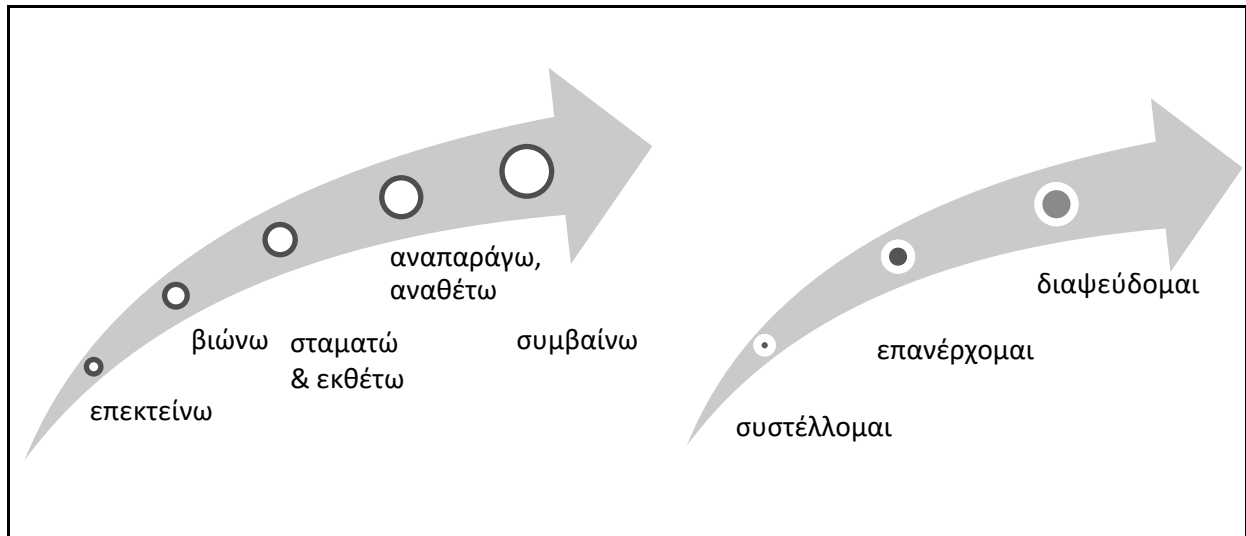 επεκτείνω
βιώνω
σταματώ
& εκθέτω
αναπαράγω,
αναθέτω
συμβαίνω
συστέλλομαι
επανέρχομαι
διαψεύδομαι